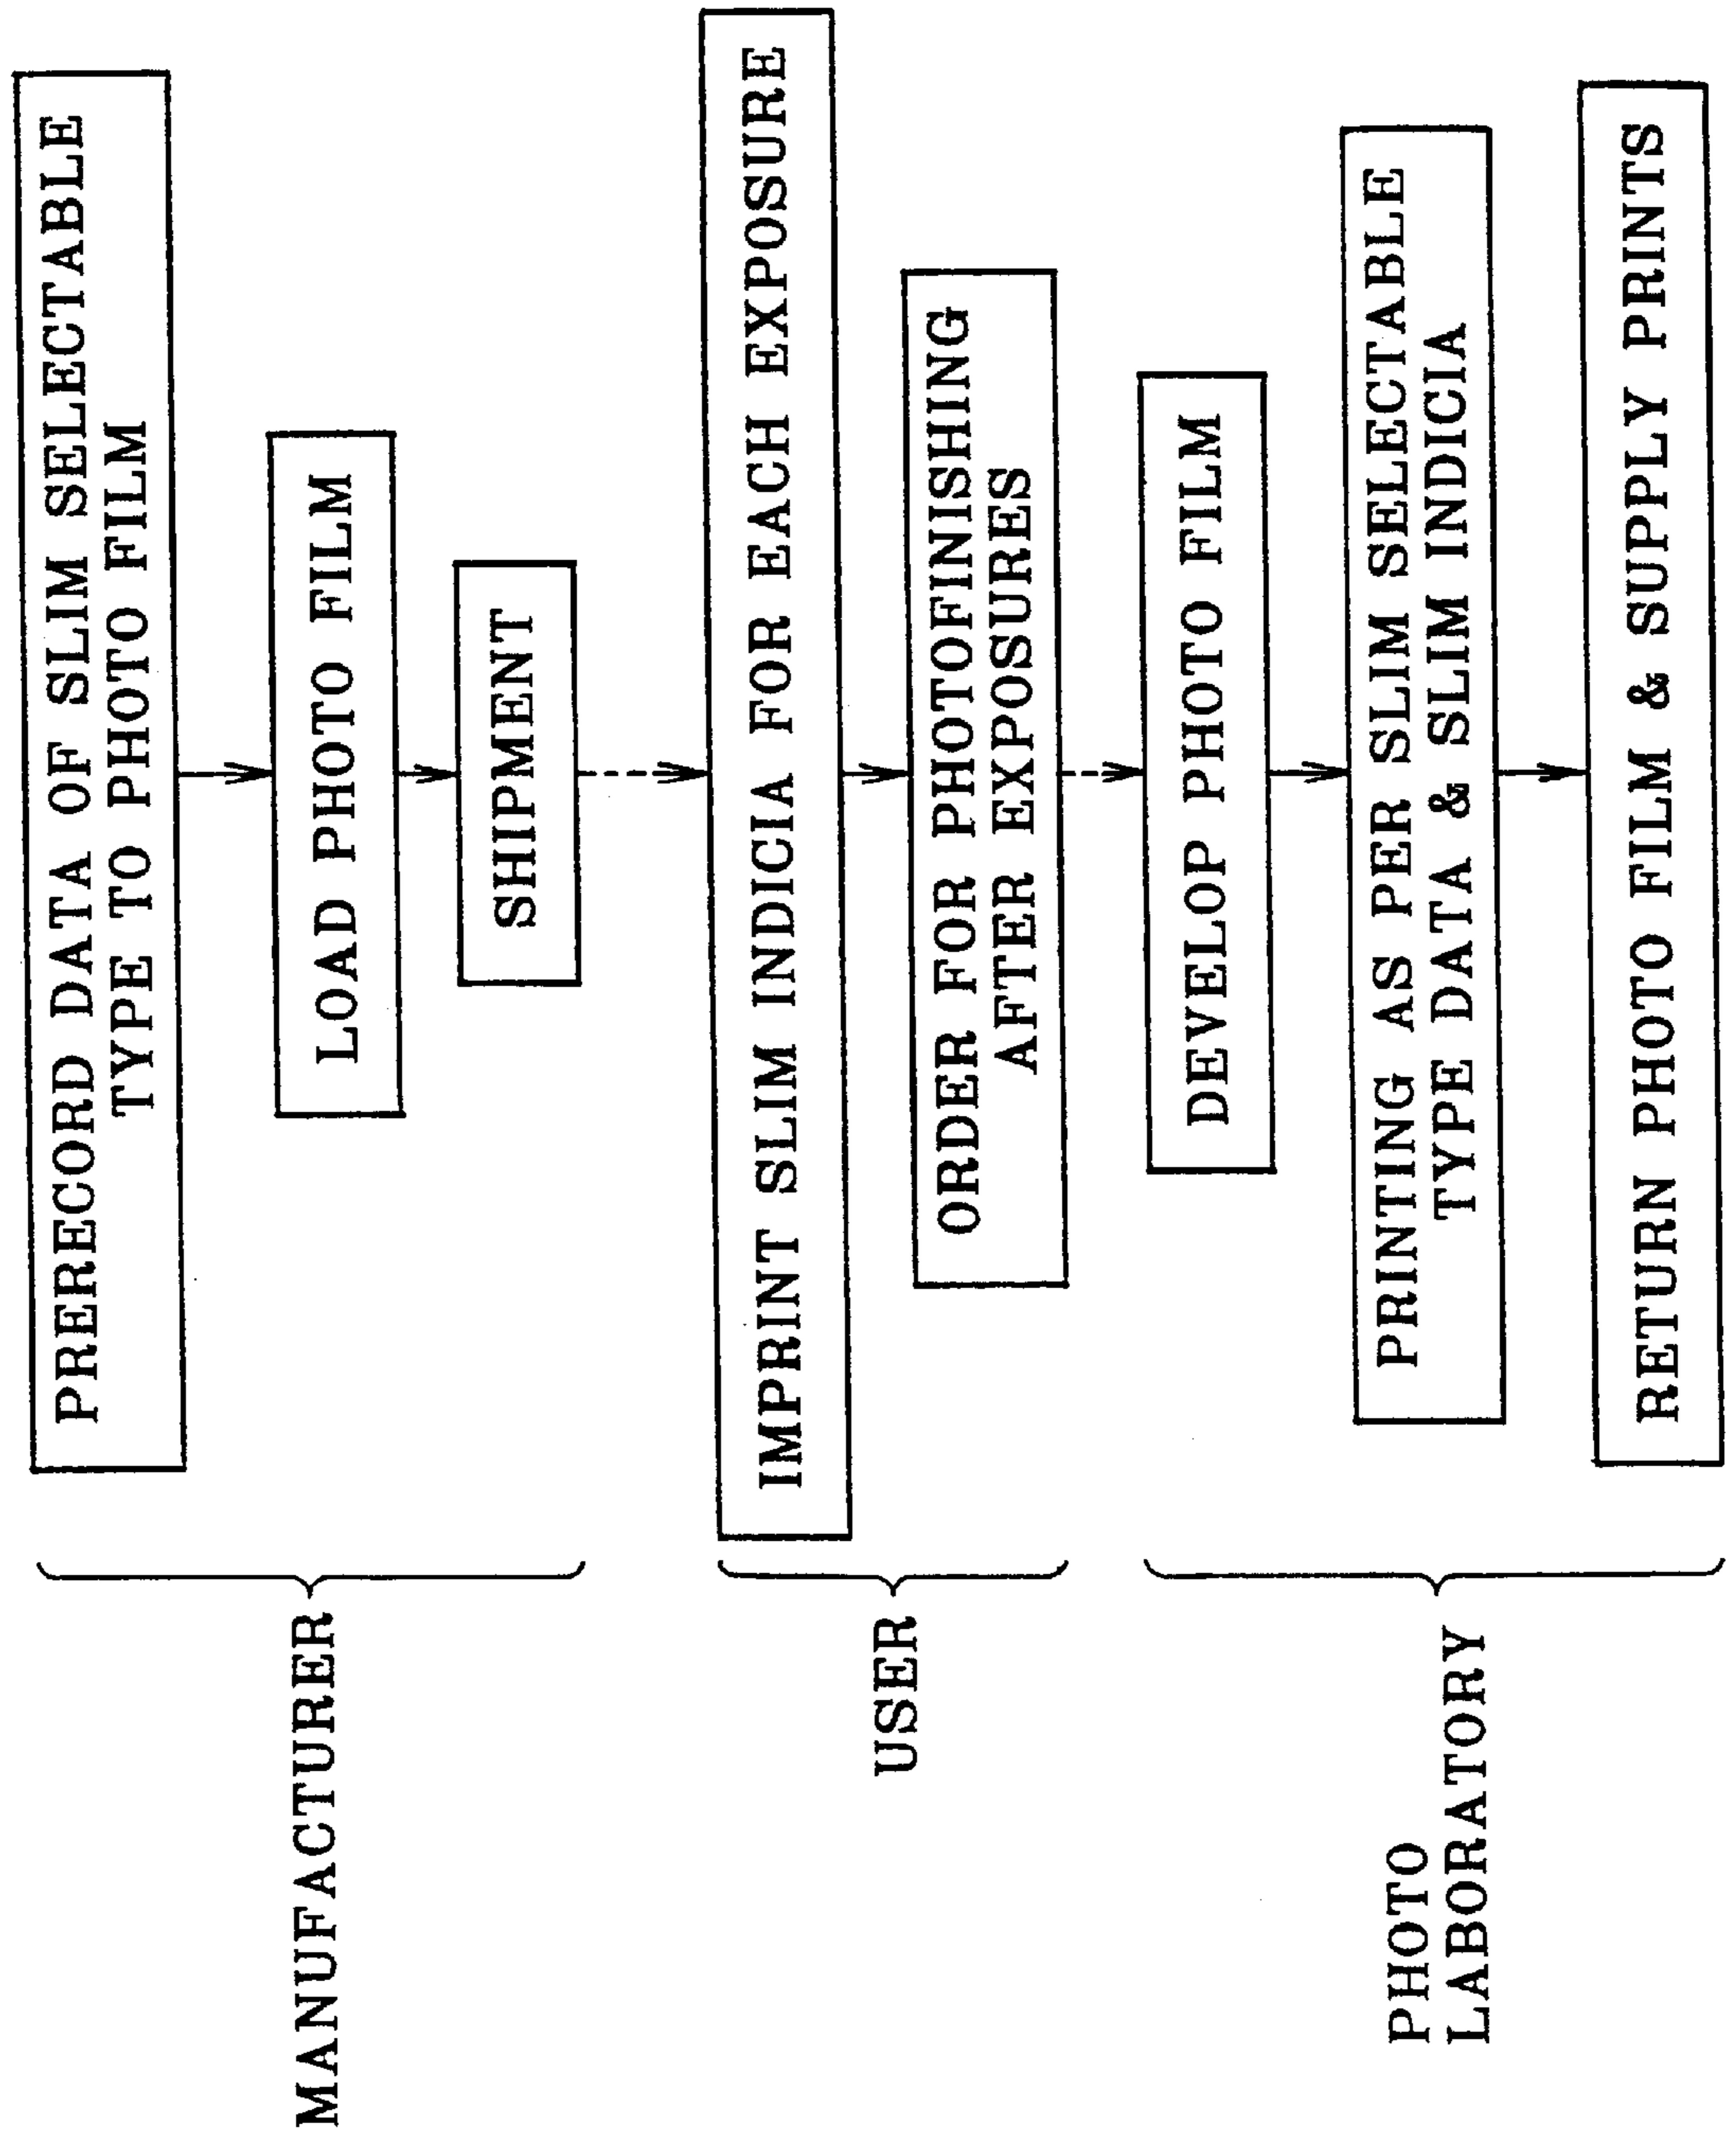 MANUFACTURER
PRERECORD DATA OF SLIM SELECTABLE
TYPE TO PHOTO FILM
LOAD PHOTO FILM
SHIPMENT
USER
IMPRINT SLIM INDICIA FOR EACH EXPOSURE
ORDER FOR PHOTOFINISHING
AFTER EXPOSURES
PHOTO
LABORATORY
DEVELOP PHOTO FILM
PRINTING AS PER SLIM SELECTABLE
TYPE DATA & SLIM INDICIA
RETURN PHOTO FILM & SUPPLY PRINTS